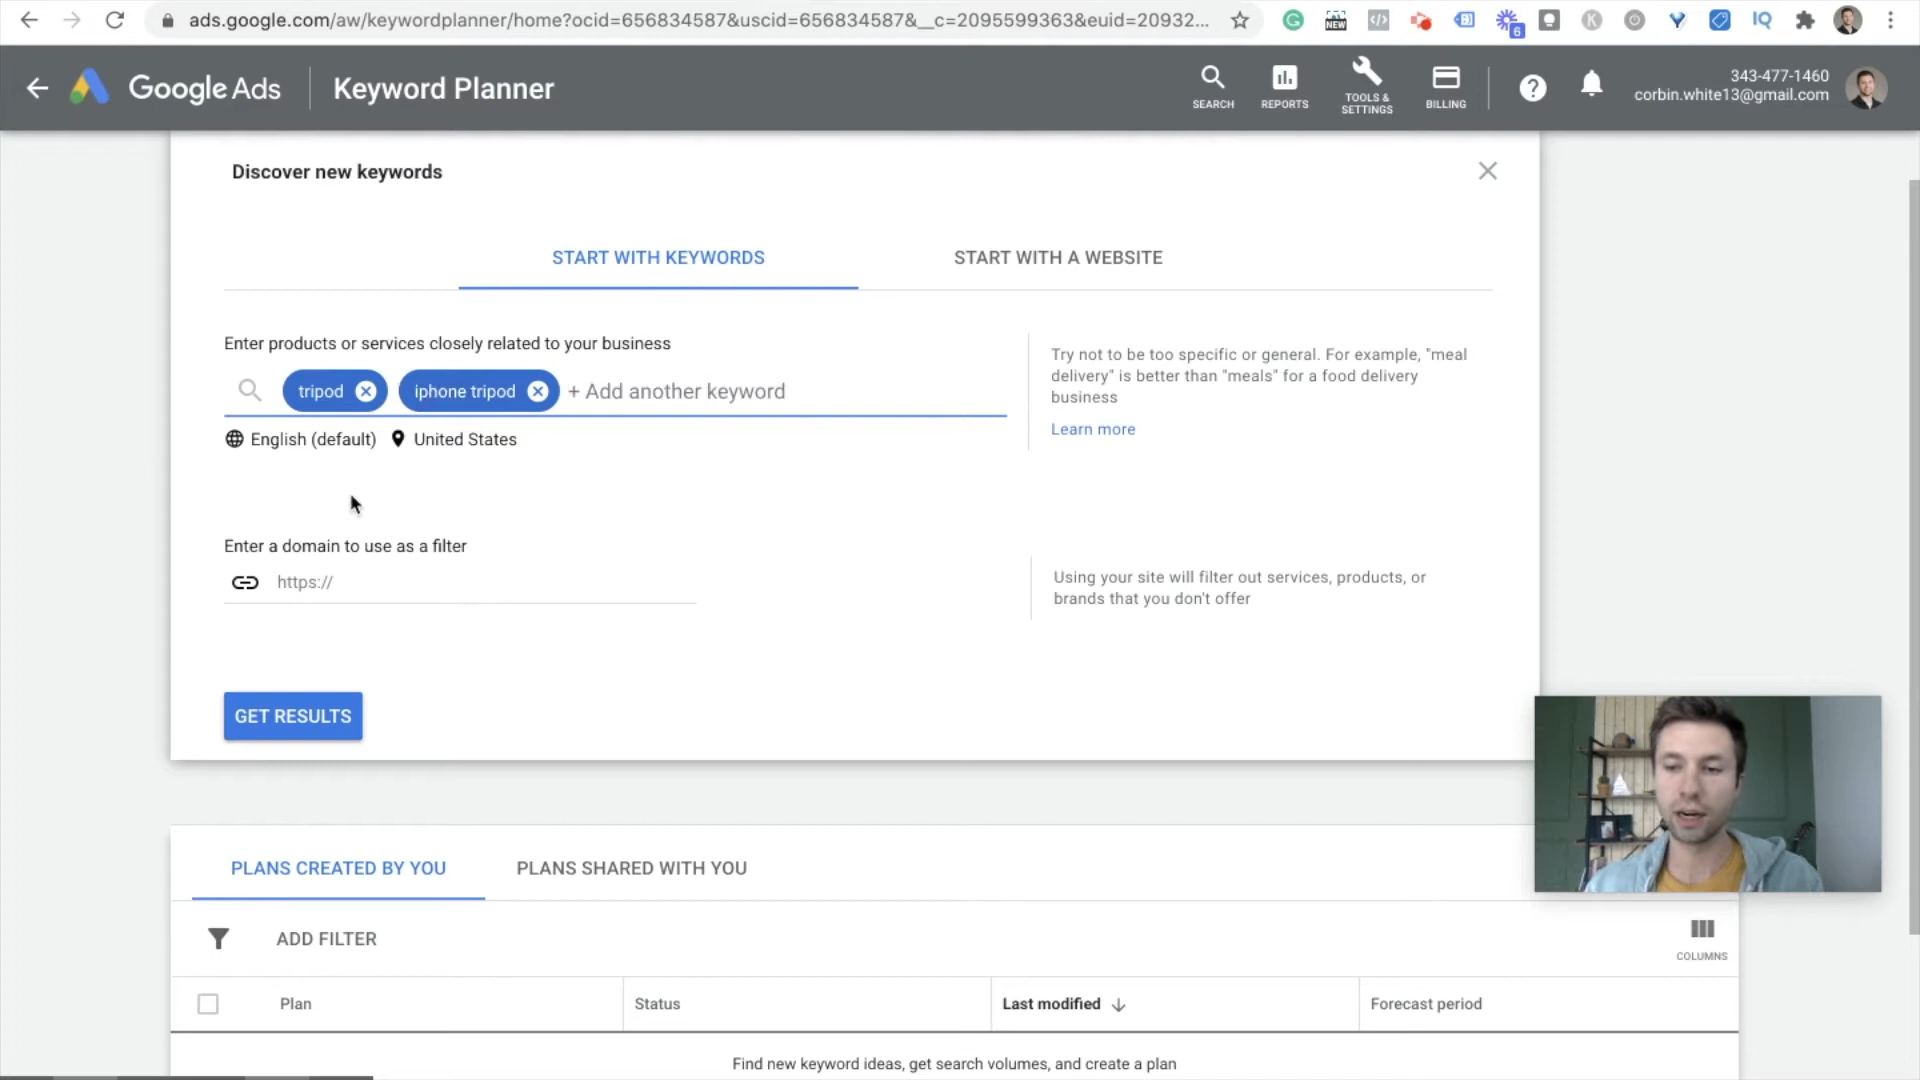 ads.google.com/aw/keywordplanner/home?ocid=656834587&uscid=656834587&__c=2095599363&euid=20932...
NEW
6
K
IQ
Google Ads
Keyword Planner
SEARCH
REPORTS
TOOLS &
SETTINGS
BILLING
343-477-1460
corbin.white13@gmail.com
Discover new keywords
START WITH KEYWORDS
START WITH A WEBSITE
Enter products or services closely related to your business
tripod
iphone tripod
+ Add another keyword
English (default)
United States
Try not to be too specific or general. For example, "meal
delivery" is better than "meals" for a food delivery
business
Learn more
Enter a domain to use as a filter
https://
Using your site will filter out services, products, or
brands that you don't offer
GET RESULTS
PLANS CREATED BY YOU
PLANS SHARED WITH YOU
ADD FILTER
COLUMNS
Plan
Status
Last modified
Forecast period
Find new keyword ideas, get search volumes, and create a plan